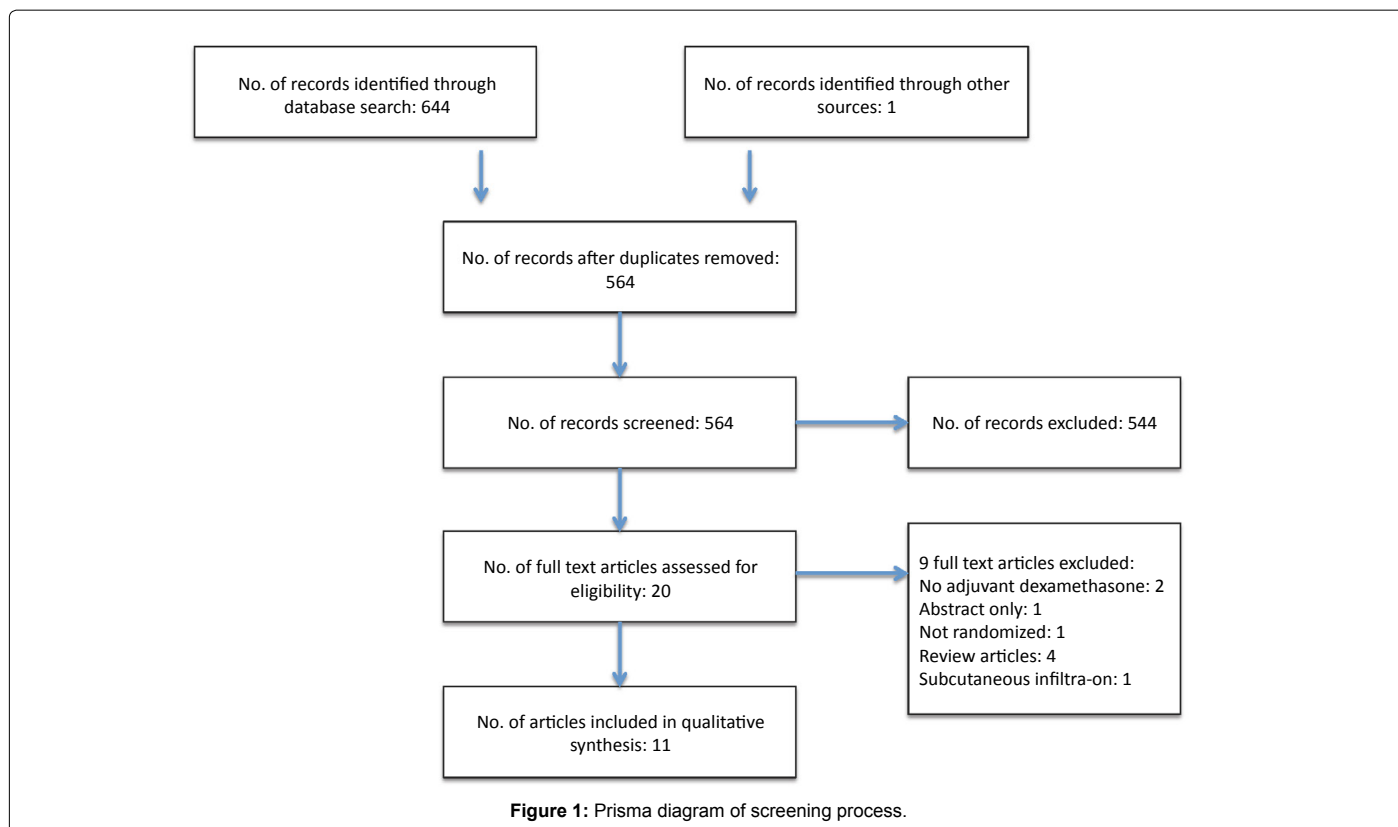 No. of records identified through
database search: 644
No. of records identified through other
sources: 1
No. of records after duplicates removed:
564
No. of records screened: 564
No. of records excluded: 544
No. of full text articles assessed for
eligibility: 20
9 full text articles excluded:
No adjuvant dexamethasone: 2
Abstract only: 1
Not randomized: 1
Review articles: 4
Subcutaneous infiltra-on: 1
No. of articles included in qualitative
synthesis: 11
Figure 1: Prisma diagram of screening process.